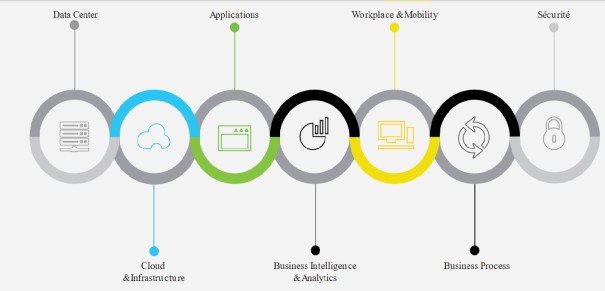 Data Center
Applications
Workplace &Mobility
Sécurité
Cloud
&Infrastructure
Business Intelligence
&Analytics
Business Process